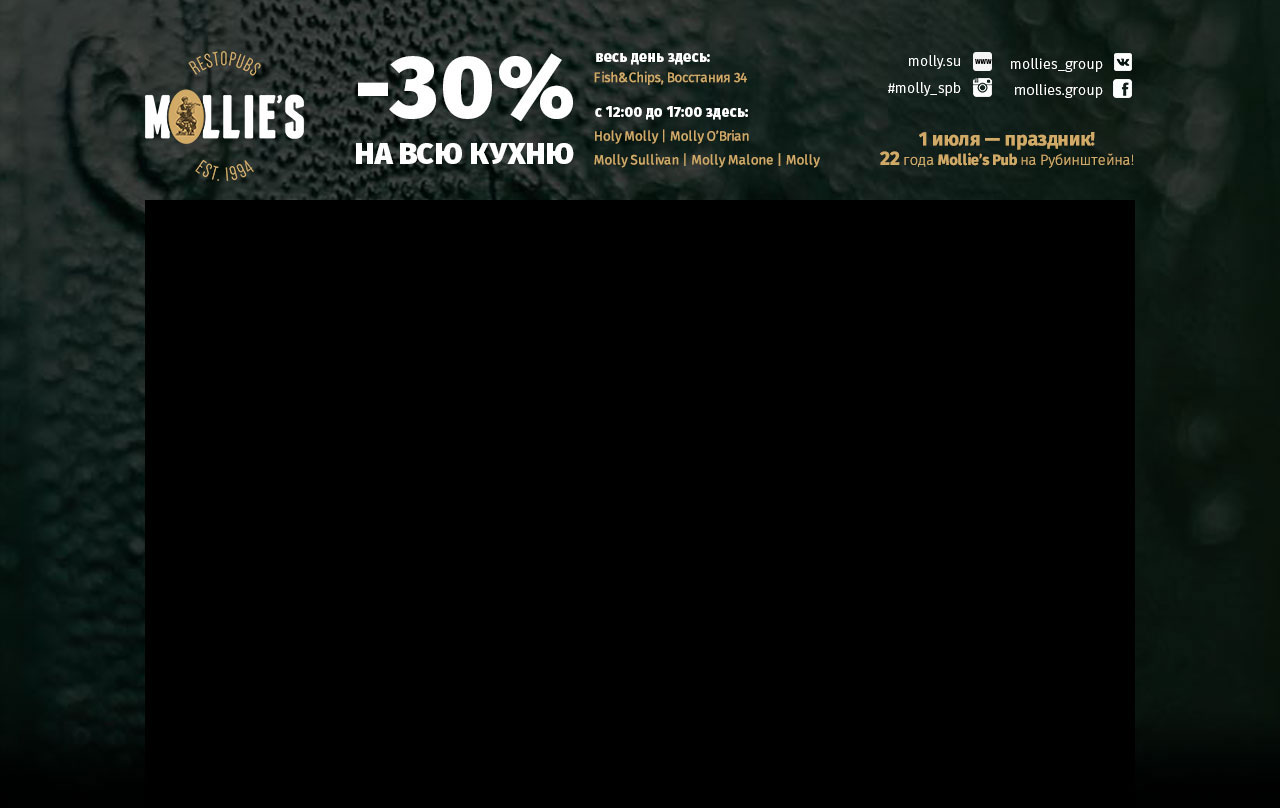 RESTOPUBS
MOLLIE'S
EST. 1994
-30%
НА ВСЮ КУХНЮ
весь день здесь:
Fish&Chips, Восстания 34
с 12:00 до 17:00 здесь:
Holy Molly | Molly O'Brian
Molly Sullivan | Molly Malone | Molly
molly.su
www
mollies_group
#molly_spb
mollies.group
1 июля — праздник!
22 года Mollie's Pub на Рубинштейна!